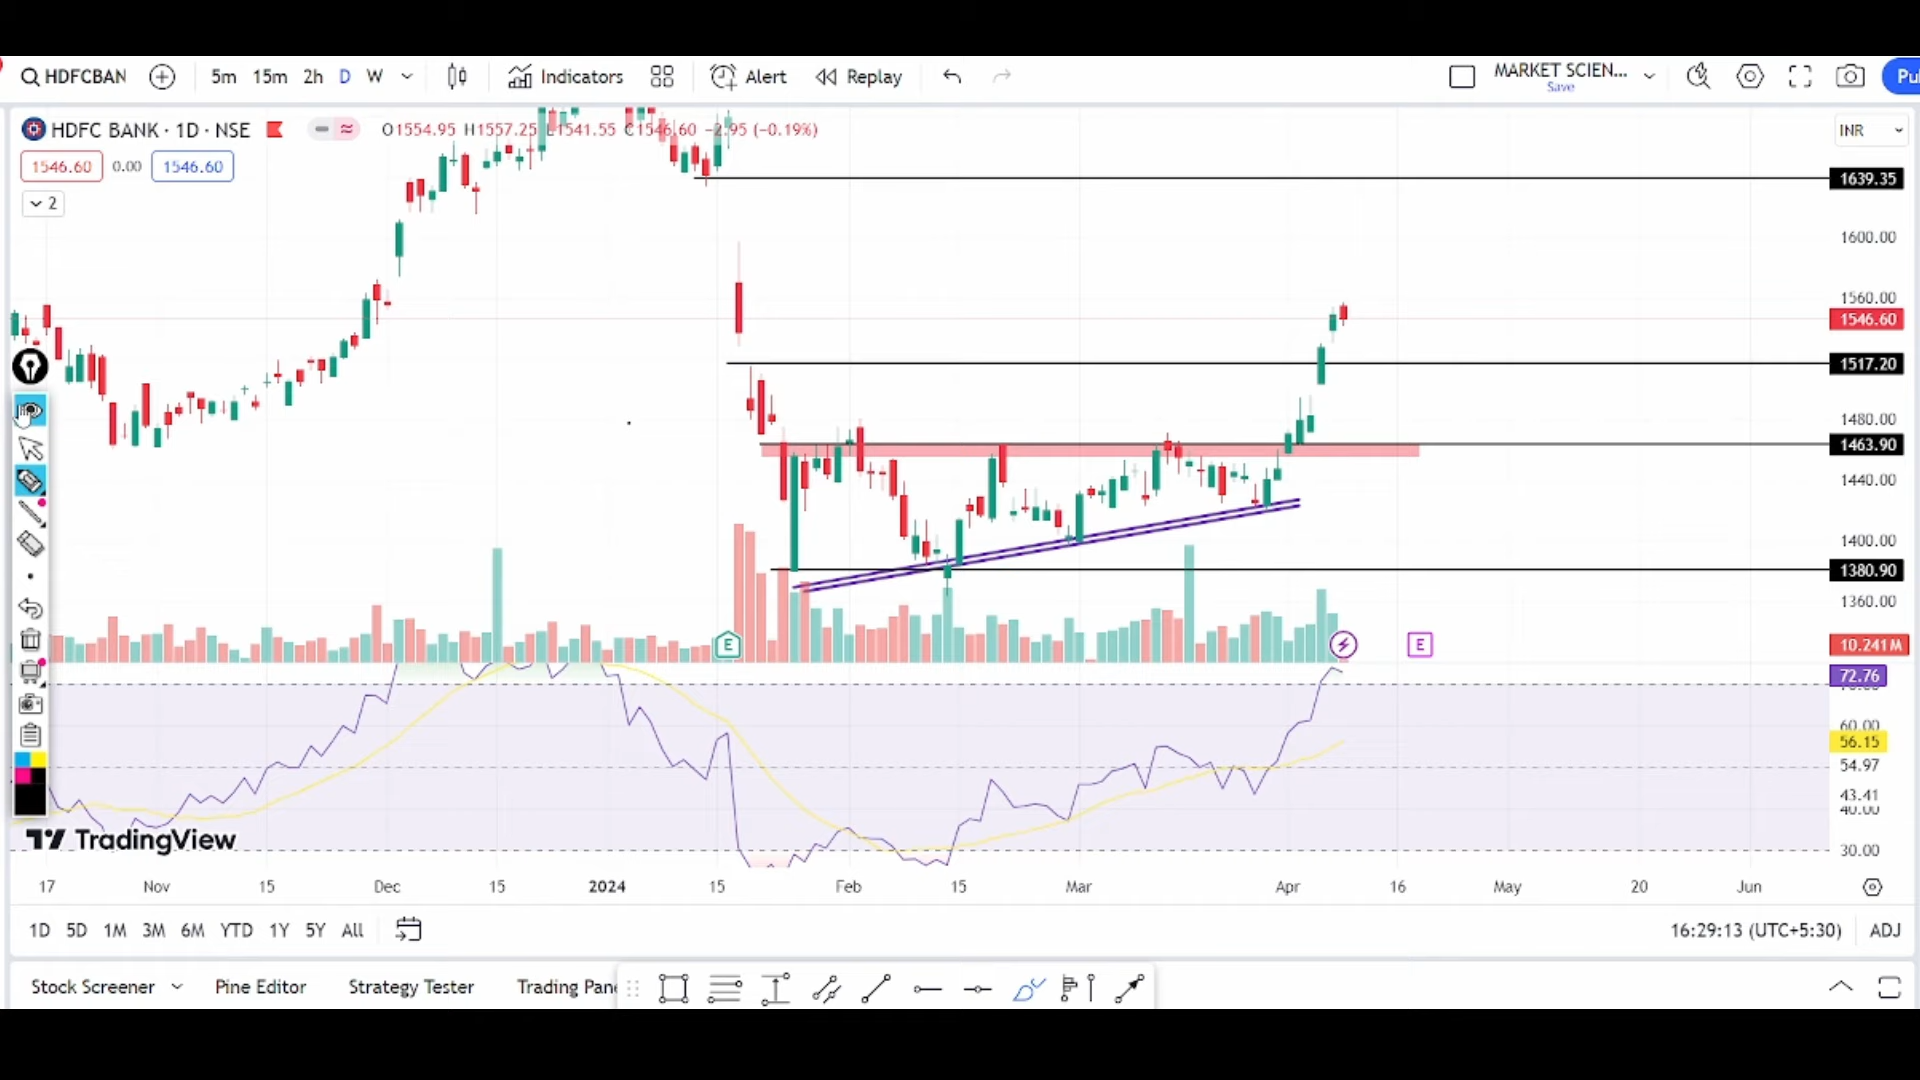 HDFCBAN 5m 15m 2h D W Indicators Alert Replay MARKET SCIEN... Save Pu
HDFC BANK · 1D · NSE O1554.95 H1557.25 L1541.55 C1546.60 −2.95 (−0.19%) INR
1546.60 0.00 1546.60
2
1639.35
1600.00
1560.00
1546.60
1517.20
1480.00
1463.90
1440.00
1400.00
1380.90
1360.00
E E 10.241M
72.76
60.00
56.15
54.97
43.41
40.00
TradingView
30.00
17 Nov 15 Dec 15 2024 15 Feb 15 Mar Apr 16 May 20 Jun
1D 5D 1M 3M 6M YTD 1Y 5Y All 16:29:13 (UTC+5:30) ADJ
Stock Screener Pine Editor Strategy Tester Trading Pane